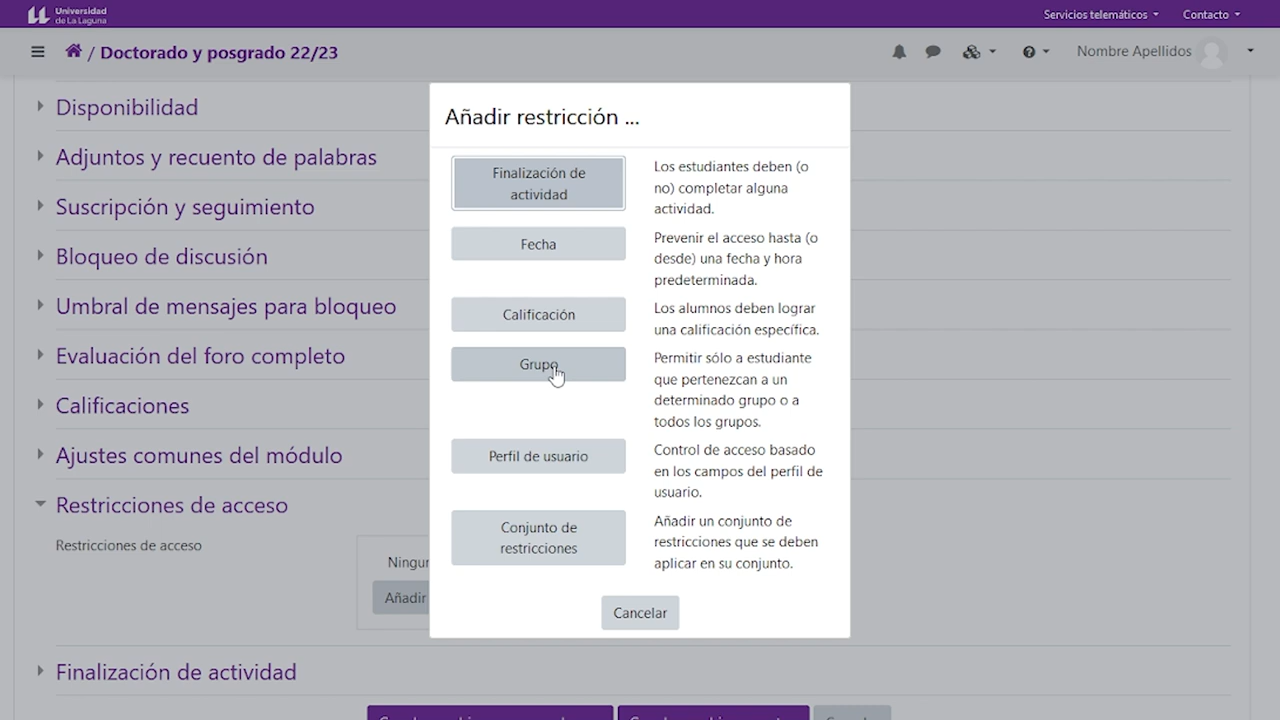 Universidad
de La Laguna
Servicios telemáticos
Contacto
/ Doctorado y posgrado 22/23
Nombre Apellidos
Disponibilidad
Adjuntos y recuento de palabras
Suscripción y seguimiento
Bloqueo de discusión
Umbral de mensajes para bloqueo
Evaluación del foro completo
Calificaciones
Ajustes comunes del módulo
Restricciones de acceso
Restricciones de acceso
Añadir
Finalización de actividad
Añadir restricción ...
Finalización de
actividad
Los estudiantes deben (o
no) completar alguna
actividad.
Fecha
Prevenir el acceso hasta (o
desde) una fecha y hora
predeterminada.
Calificación
Los alumnos deben lograr
una calificación específica.
Grupo
Permitir sólo a estudiante
que pertenezcan a un
determinado grupo o a
todos los grupos.
Perfil de usuario
Control de acceso basado
en los campos del perfil de
usuario.
Conjunto de
restricciones
Añadir un conjunto de
restricciones que se deben
aplicar en su conjunto.
Cancelar